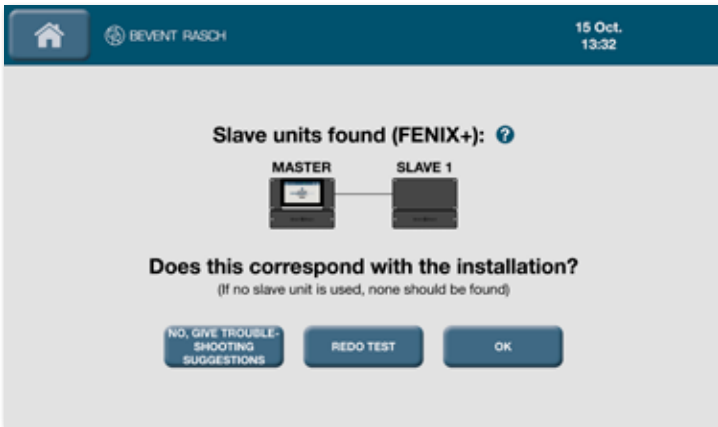 BEVENT RASCH
15 Oct.
13:32
Slave units found (FENIX+): ?
MASTER SLAVE 1
Does this correspond with the installation?
(If no slave unit is used, none should be found)
NO, GIVE TROUBLE-
SHOOTING
SUGGESTIONS
REDO TEST
OK